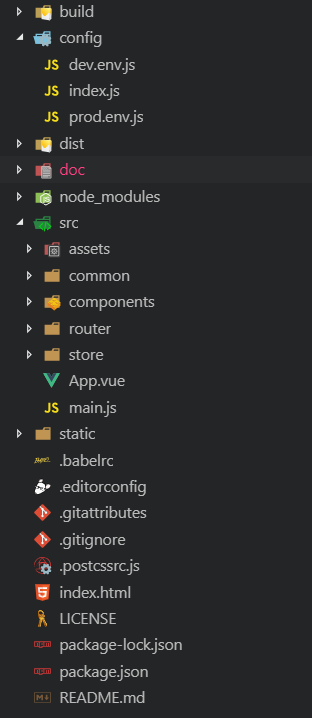 build
config
JS dev.env.js
JS index.js
JS prod.env.js
dist
doc
node_modules
src
assets
common
components
router
store
App.vue
JS main.js
static
.babelrc
.editorconfig
.gitattributes
.gitignore
.postcssrc.js
index.html
LICENSE
package-lock.json
package.json
README.md